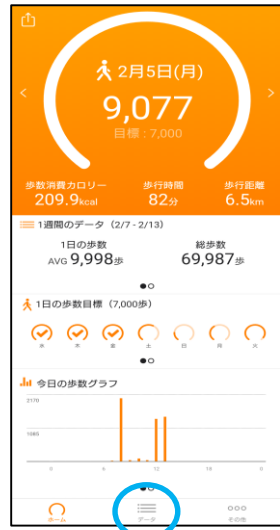 2月5日(月)
9,077
目標 : 7,000
歩数消費カロリー 歩行時間 歩行距離
209.9kcal 82分 6.5km
1週間のデータ (2/7 - 2/13)
1日の歩数 総歩数
AVG 9,998歩 69,987歩
1日の歩数目標 (7,000歩)
水 木 金 土 日 月 火
今日の歩数グラフ
2170
1085
0 6 12 18 0
ホーム データ その他